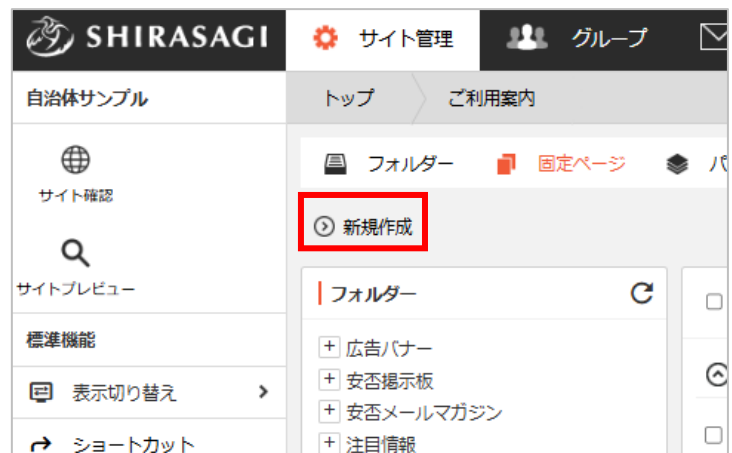 SHIRASAGI
サイト管理
グループ
自治体サンプル
トップ
ご利用案内
サイト確認
フォルダー
固定ページ
新規作成
サイトプレビュー
フォルダー
標準機能
広告バナー
安否掲示板
表示切り替え
安否メールマガジン
ショートカット
注目情報